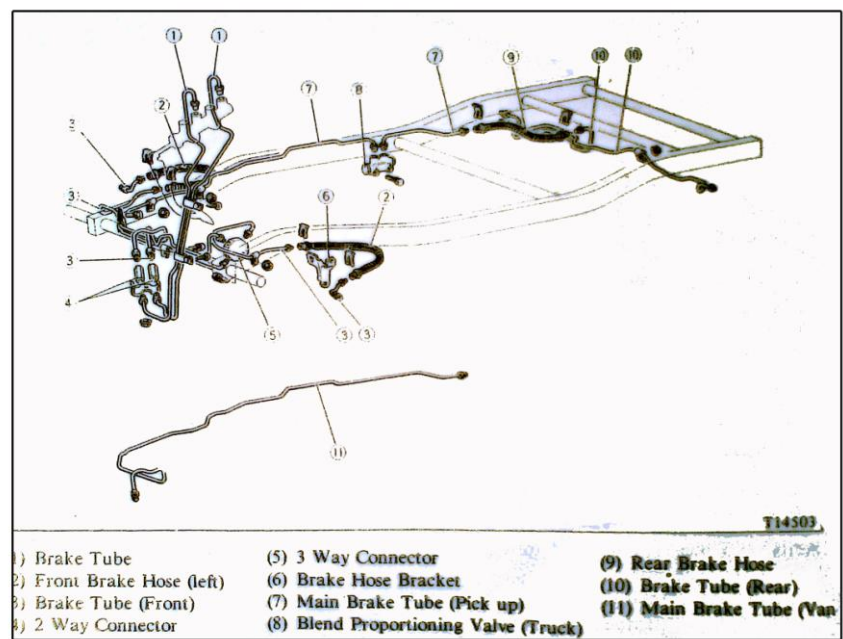 1 1
7 7 9 10 10
2 8
3
3 6 2
3
4 5 3 3
11
T14503
1) Brake Tube
2) Front Brake Hose (left)
3) Brake Tube (Front)
4) 2 Way Connector
(5) 3 Way Connector
(6) Brake Hose Bracket
(7) Main Brake Tube (Pick up)
(8) Blend Proportioning Valve (Truck)
(9) Rear Brake Hose
(10) Brake Tube (Rear)
(11) Main Brake Tube (Van